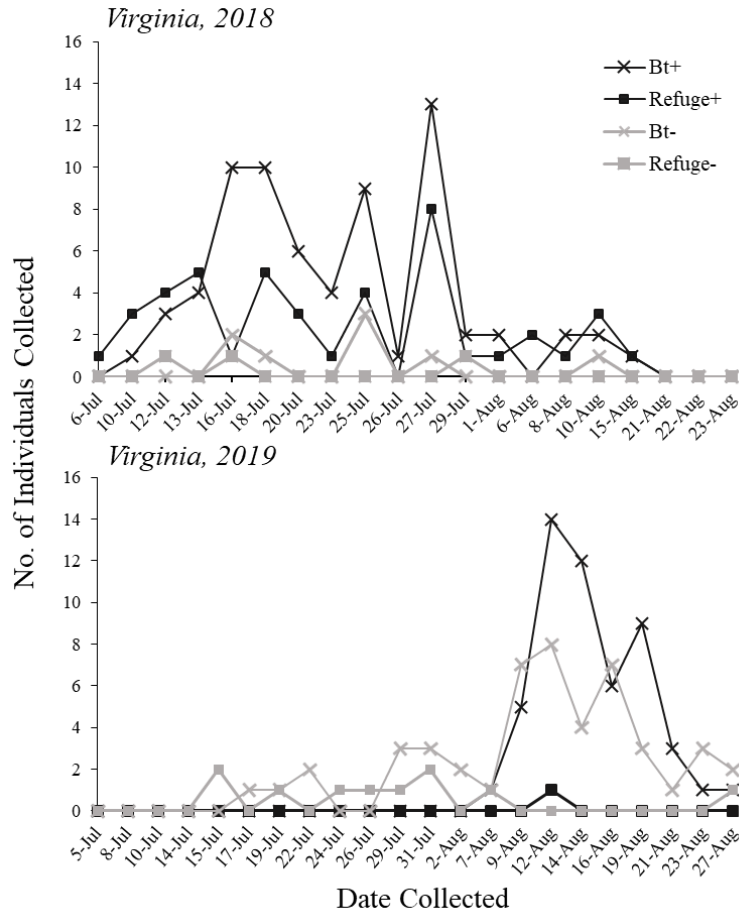 Virginia, 2018
16
14
12
10
8
6
4
2
0
Bt+
Refuge+
Bt-
Refuge-
6-Jul
10-Jul
12-Jul
13-Jul
16-Jul
18-Jul
20-Jul
23-Jul
25-Jul
26-Jul
27-Jul
29-Jul
1-Aug
6-Aug
8-Aug
10-Aug
15-Aug
21-Aug
22-Aug
23-Aug
No. of Individuals Collected
Virginia, 2019
16
14
12
10
8
6
4
2
0
5-Jul
8-Jul
10-Jul
14-Jul
15-Jul
17-Jul
19-Jul
22-Jul
24-Jul
26-Jul
29-Jul
31-Jul
2-Aug
7-Aug
9-Aug
12-Aug
14-Aug
16-Aug
19-Aug
21-Aug
23-Aug
27-Aug
Date Collected